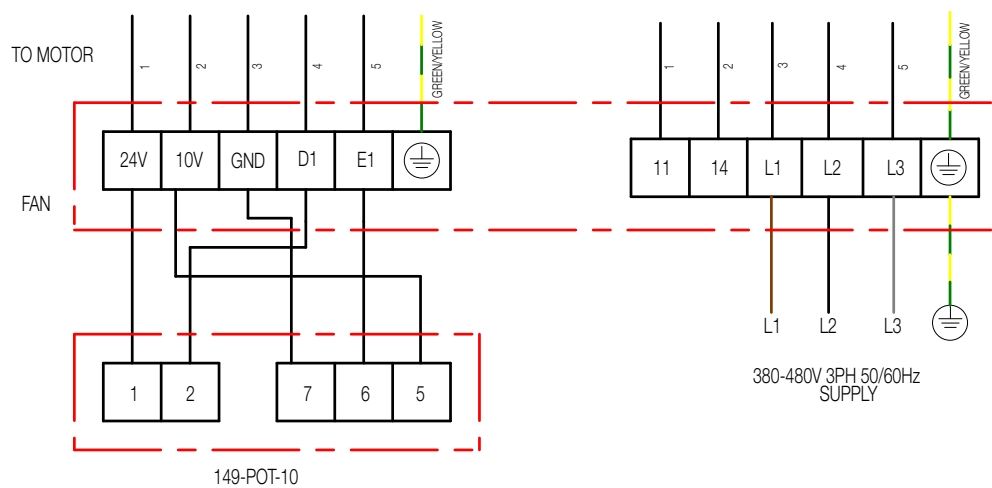 TO MOTOR
1 2 3 4 5 GREEN/YELLOW
1 2 3 4 5 GREEN/YELLOW
24V 10V GND D1 E1
11 14 L1 L2 L3
FAN
L1 L2 L3
380-480V 3PH 50/60Hz
SUPPLY
1 2 7 6 5
149-POT-10